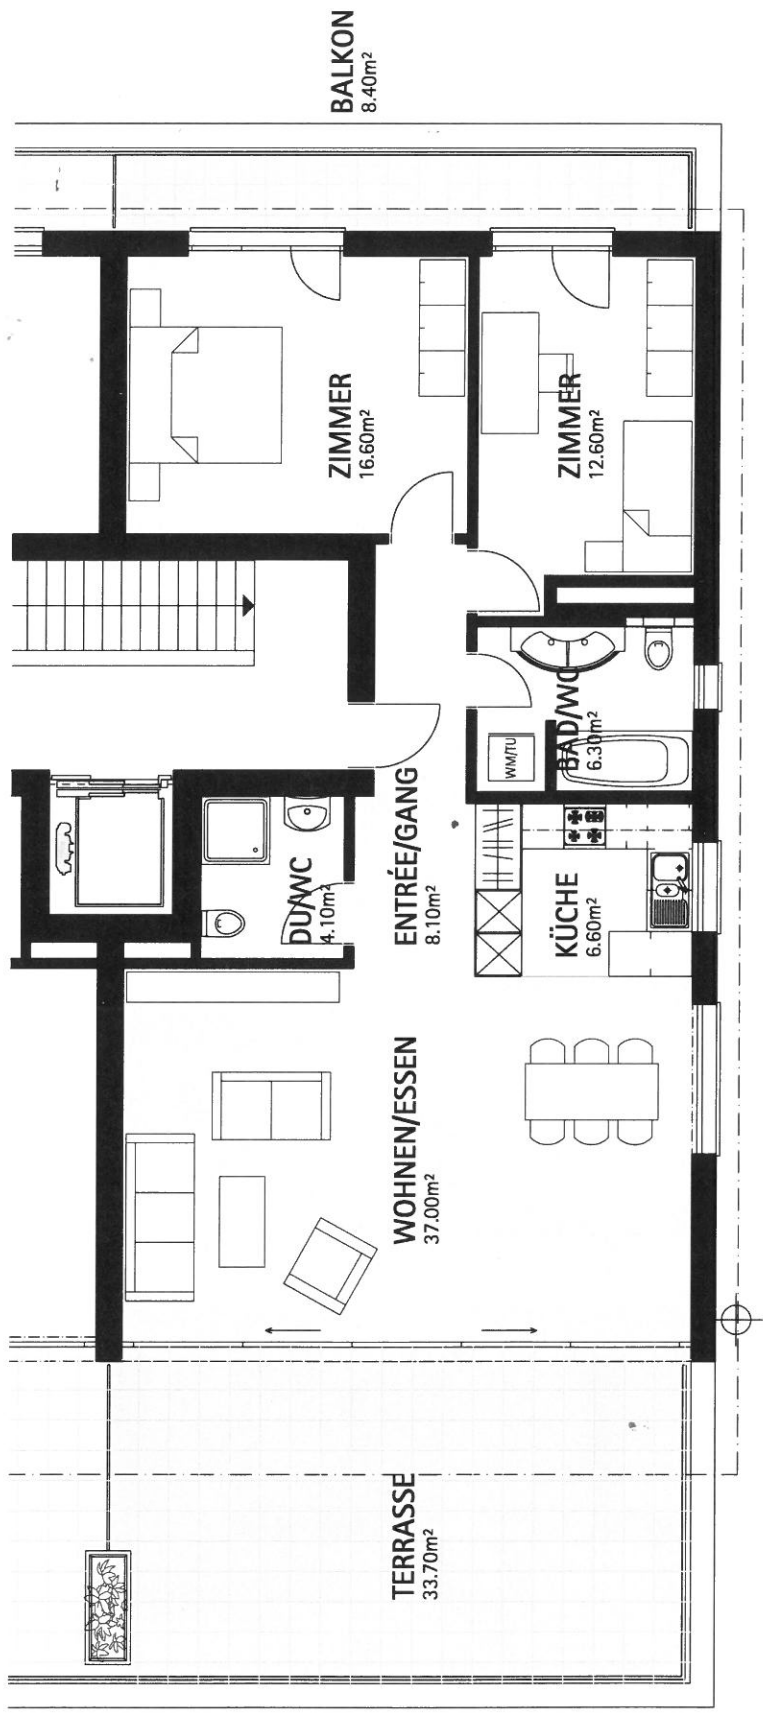 BALKON
8.40m²
ZIMMER
16.60m²
ZIMMER
12.60m²
BAD/WC
6.30m²
WM/TU
DU/WC
4.10m²
ENTRÉE/GANG
8.10m²
KÜCHE
6.60m²
WOHNEN/ESSEN
37.00m²
TERRASSE
33.70m²